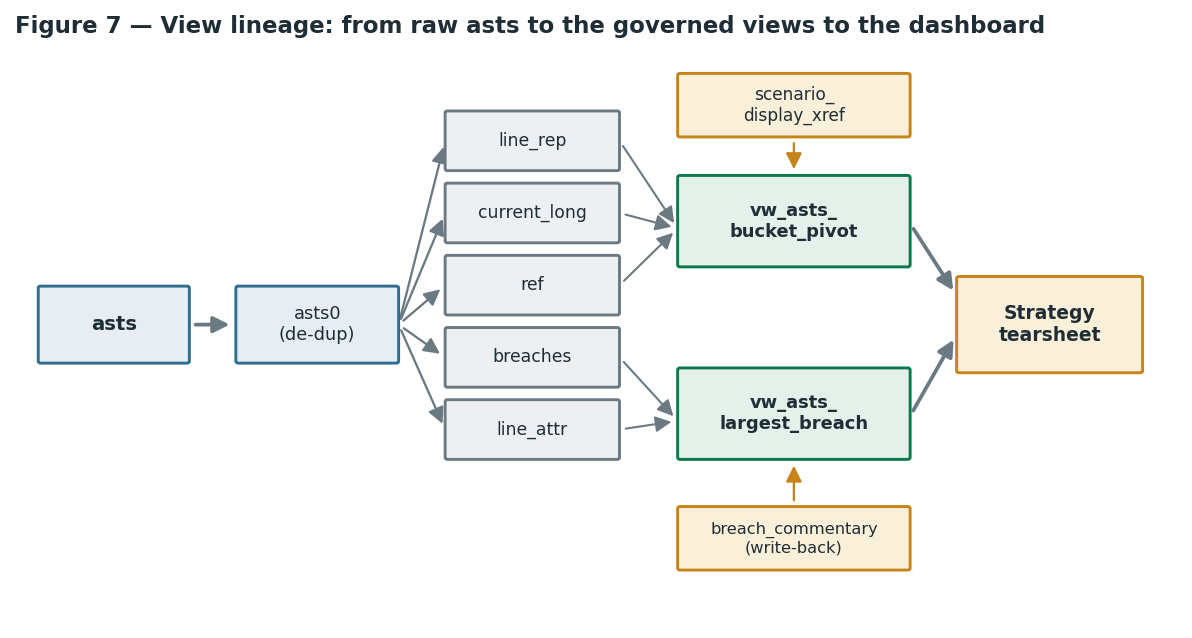 Figure 7 — View lineage: from raw asts to the governed views to the dashboard
asts
asts0
(de-dup)
line_rep
current_long
ref
breaches
line_attr
scenario_
display_xref
vw_asts_
bucket_pivot
vw_asts_
largest_breach
breach_commentary
(write-back)
Strategy
tearsheet